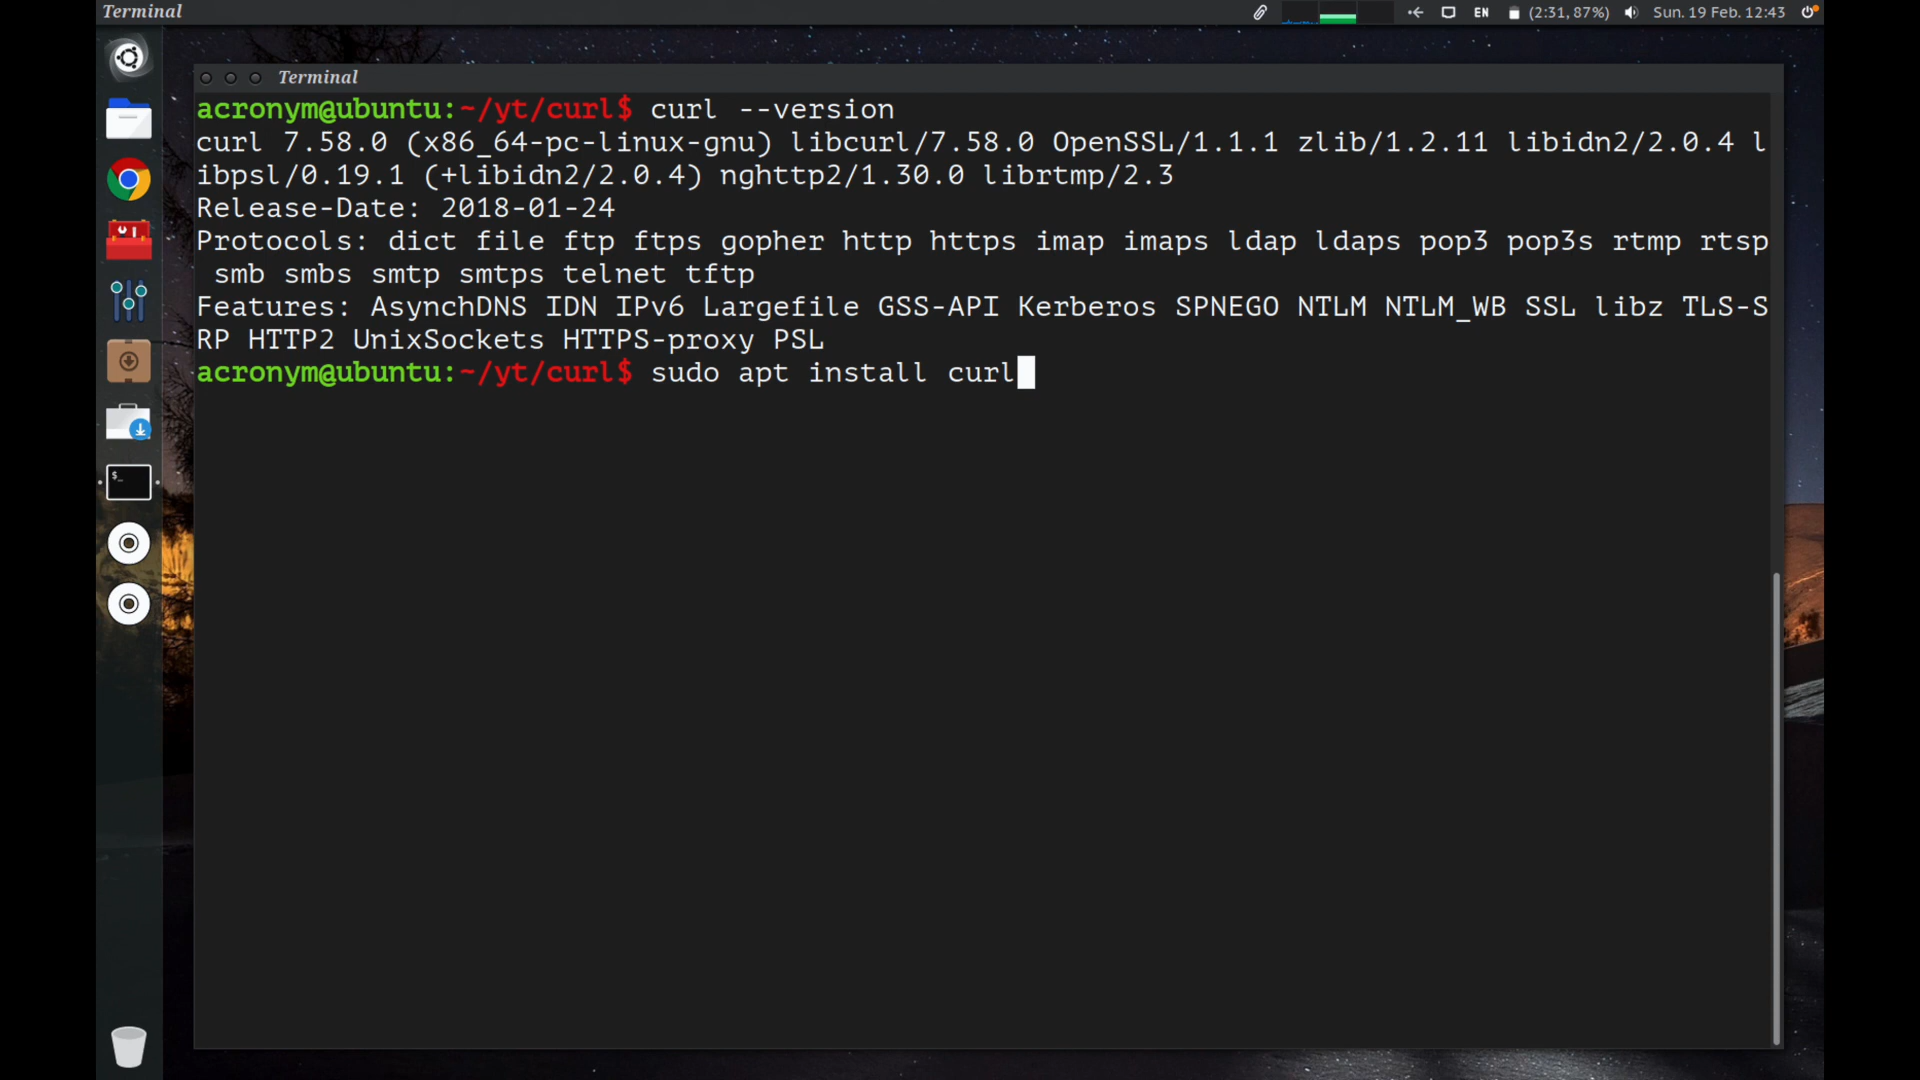 Terminal
EN
(2:31, 87%)
Sun. 19 Feb. 12:43
Terminal
acronym@ubuntu:~/yt/curl$ curl --version
curl 7.58.0 (x86_64-pc-linux-gnu) libcurl/7.58.0 OpenSSL/1.1.1 zlib/1.2.11 libidn2/2.0.4 l
ibpsl/0.19.1 (+libidn2/2.0.4) nghttp2/1.30.0 librtmp/2.3
Release-Date: 2018-01-24
Protocols: dict file ftp ftps gopher http https imap imaps ldap ldaps pop3 pop3s rtmp rtsp
 smb smbs smtp smtps telnet tftp
Features: AsynchDNS IDN IPv6 Largefile GSS-API Kerberos SPNEGO NTLM NTLM_WB SSL libz TLS-S
RP HTTP2 UnixSockets HTTPS-proxy PSL
acronym@ubuntu:~/yt/curl$ sudo apt install curl
$_